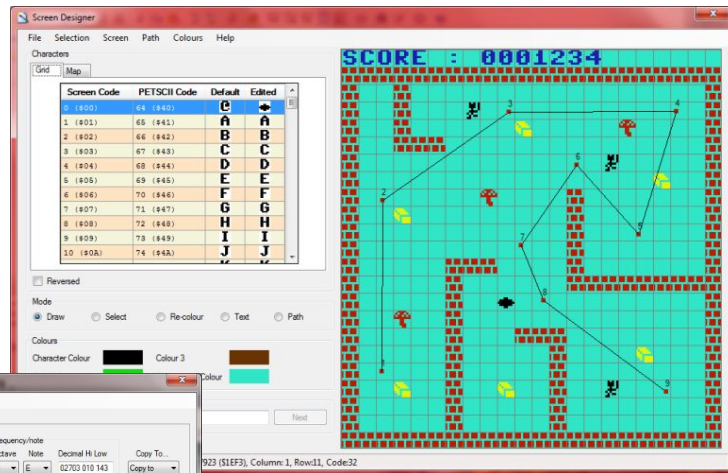 Screen Designer
File Selection Screen Path Colours Help
Characters
Grid Map
Screen Code PETSCII Code Default Edited
0 ($00) 64 ($40) @
1 ($01) 65 ($41) A A
2 ($02) 66 ($42) B B
3 ($03) 67 ($43) C C
4 ($04) 68 ($44) D D
5 ($05) 69 ($45) E E
6 ($06) 70 ($46) F F
7 ($07) 71 ($47) G G
8 ($08) 72 ($48) H H
9 ($09) 73 ($49) I I
10 ($0A) 74 ($4A) J J
Reversed
Mode
Draw Select Re-colour Text Path
Colours
Character Colour Colour 3
olour
Next
7923 ($1EF3), Column: 1, Row:11, Code:32
SCORE : 0001234
3 4
6
2
5
7
8
1
9
equency/note
ctave Note Decimal Hi Low Copy To...
E 02703 010 143 Copy to